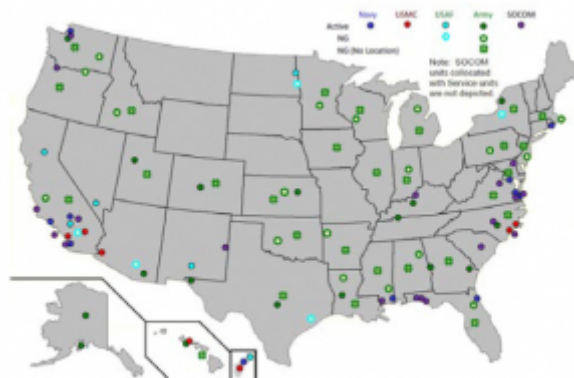 Navy USMC USAF Army SOCOM
Active
NG
NG (No Location)
Note: SOCOM
units collocated
with Service units
are not depicted.